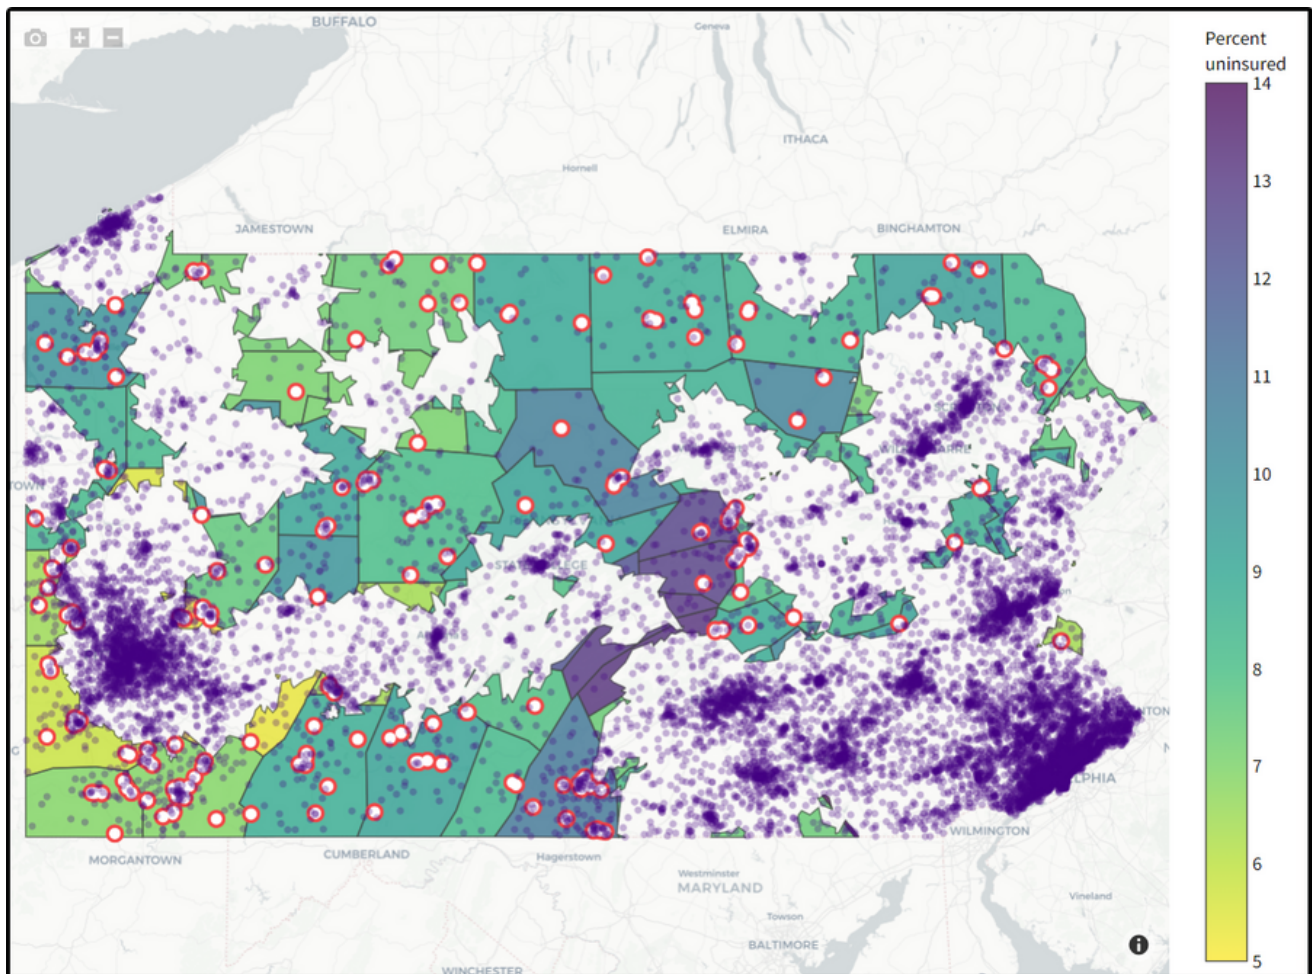 BUFFALO
Geneva
Percent
uninsured
14
ITHACA
Hornell
13
JAMESTOWN
ELMIRA
BINGHAMTON
12
11
10
9
8
7
PHIA
WILMINGTON
MORGANTOWN
CUMBERLAND
Hagerstown
6
Westminster
MARYLAND
Vineland
Towson
BALTIMORE
5
WINCHESTER